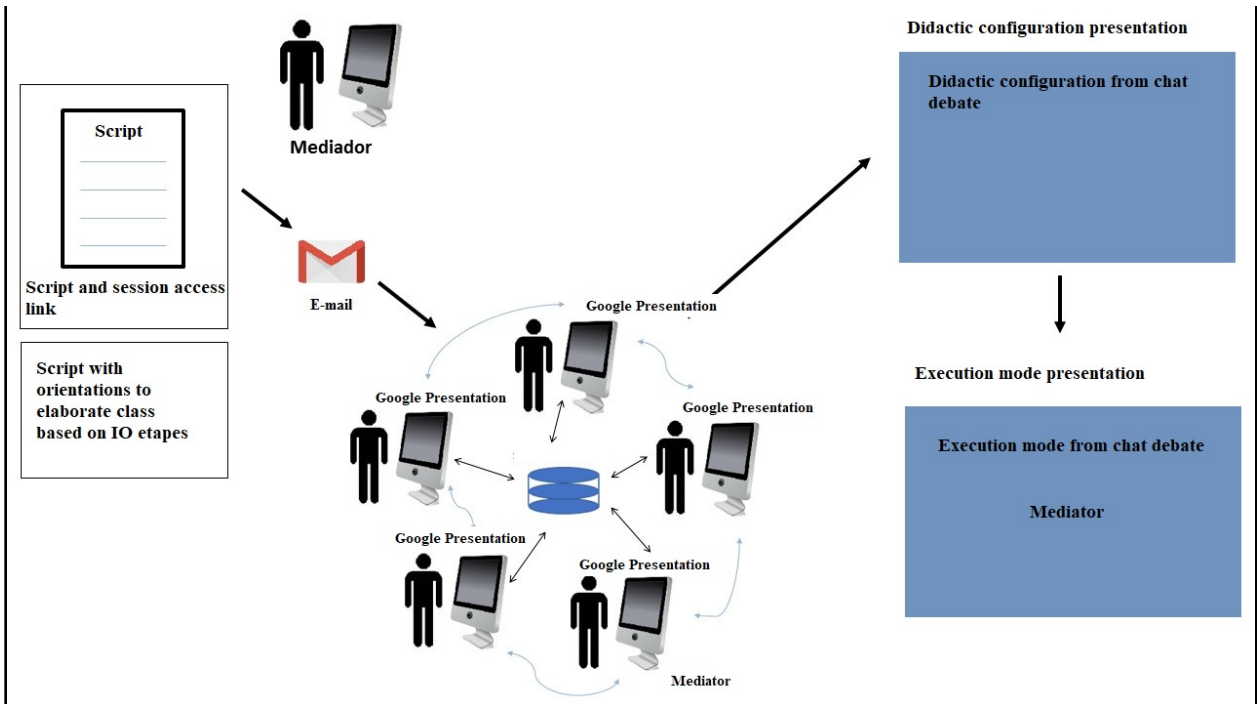 Script
Script and session access
link
Script with
orientations to
elaborate class
based on IO etapes
Mediador
E-mail
Google Presentation
Google Presentation
Google Presentation
Google Presentation
Google Presentation
Mediator
Didactic configuration presentation
Didactic configuration from chat
debate
Execution mode presentation
Execution mode from chat debate
Mediator